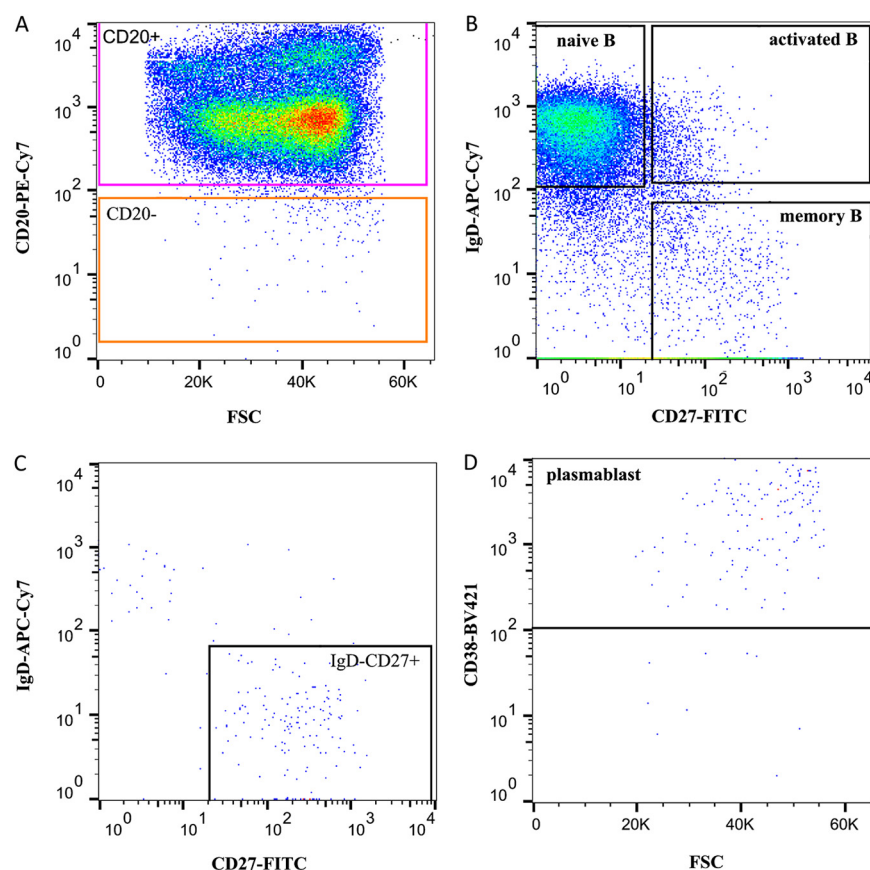 A
CD20+
CD20-
CD20-PE-Cy7
10^4
10^3
10^2
10^1
10^0
0 20K 40K 60K
FSC
B
naive B activated B
memory B
IgD-APC-Cy7
10^4
10^3
10^2
10^1
10^0
10^0 10^1 10^2 10^3 10^4
CD27-FITC
C
IgD-CD27+
IgD-APC-Cy7
10^4
10^3
10^2
10^1
10^0
10^0 10^1 10^2 10^3 10^4
CD27-FITC
D
plasmablast
CD38-BV421
10^4
10^3
10^2
10^1
10^0
0 20K 40K 60K
FSC